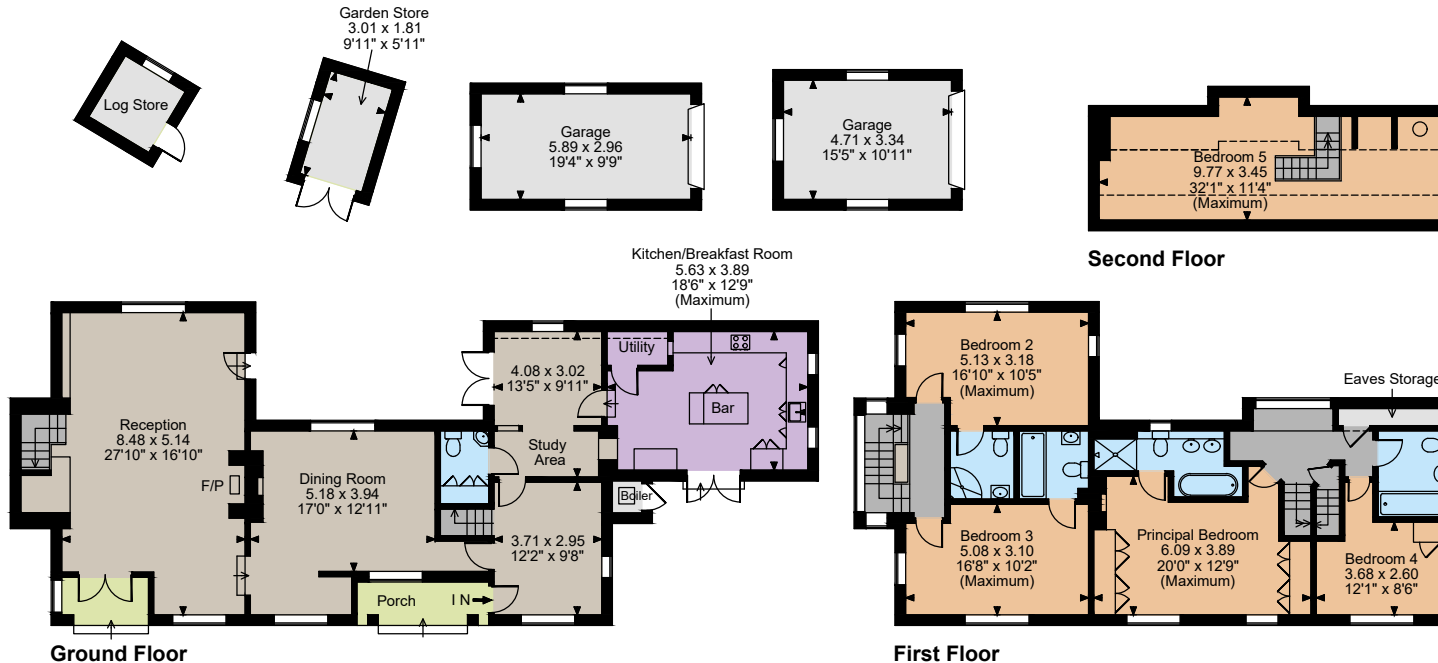 Garden Store
3.01 x 1.81
9'11" x 5'11"
Log Store
Garage
5.89 x 2.96
19'4" x 9'9"
Garage
4.71 x 3.34
15'5" x 10'11"
Bedroom 5
9.77 x 3.45
32'1" x 11'4"
(Maximum)
Second Floor
Kitchen/Breakfast Room
5.63 x 3.89
18'6" x 12'9"
(Maximum)
Utility
4.08 x 3.02
13'5" x 9'11"
Bar
Reception
8.48 x 5.14
27'10" x 16'10"
F/P
Study
Area
Dining Room
5.18 x 3.94
17'0" x 12'11"
Boiler
3.71 x 2.95
12'2" x 9'8"
Porch
IN
Ground Floor
Bedroom 2
5.13 x 3.18
16'10" x 10'5"
(Maximum)
Eaves Storage
Bedroom 3
5.08 x 3.10
16'8" x 10'2"
(Maximum)
Principal Bedroom
6.09 x 3.89
20'0" x 12'9"
(Maximum)
Bedroom 4
3.68 x 2.60
12'1" x 8'6"
First Floor